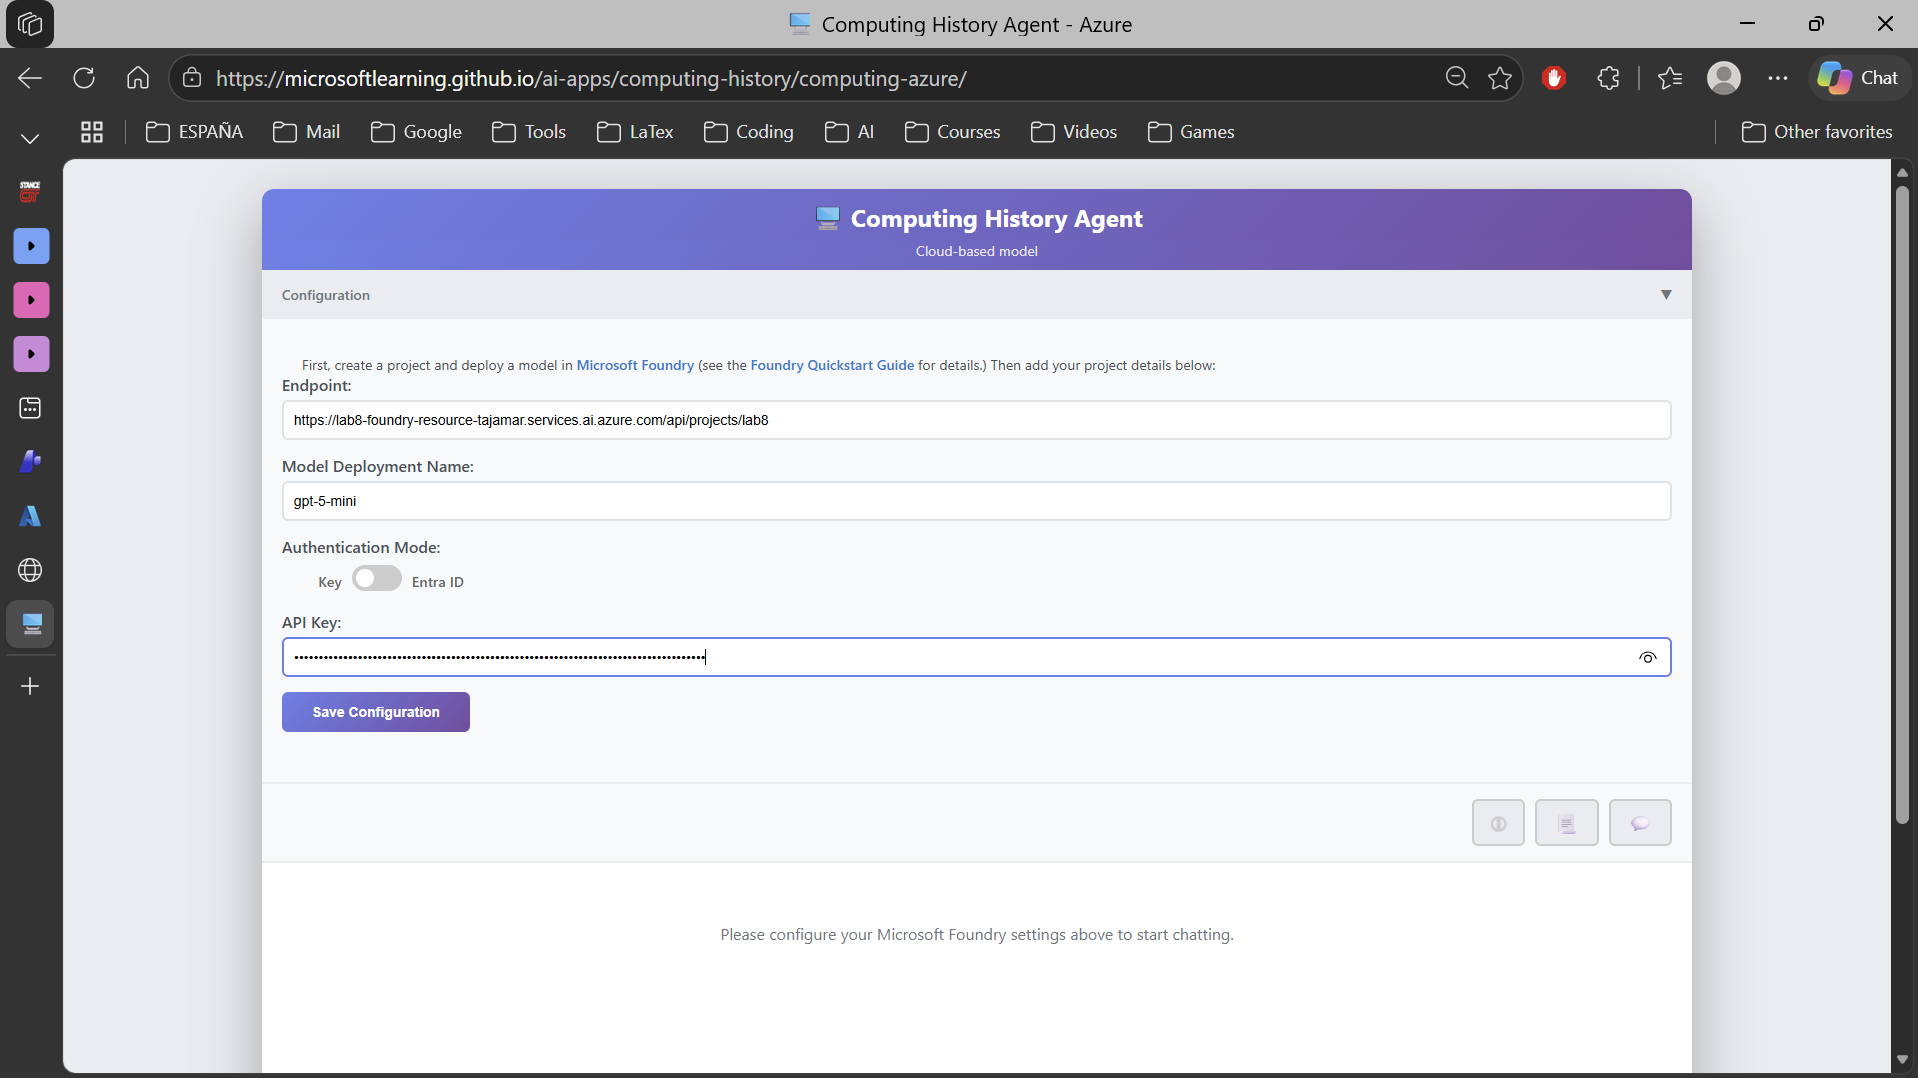 Computing History Agent - Azure
https://microsoftlearning.github.io/ai-apps/computing-history/computing-azure/
Chat
ESPAÑA
Mail
Google
Tools
LaTex
Coding
AI
Courses
Videos
Games
Other favorites
STANCE
Computing History Agent
Cloud-based model
Configuration
First, create a project and deploy a model in Microsoft Foundry (see the Foundry Quickstart Guide for details.) Then add your project details below:
Endpoint:
https://lab8-foundry-resource-tajamar.services.ai.azure.com/api/projects/lab8
Model Deployment Name:
gpt-5-mini
Authentication Mode:
Key
Entra ID
API Key:
Save Configuration
Please configure your Microsoft Foundry settings above to start chatting.